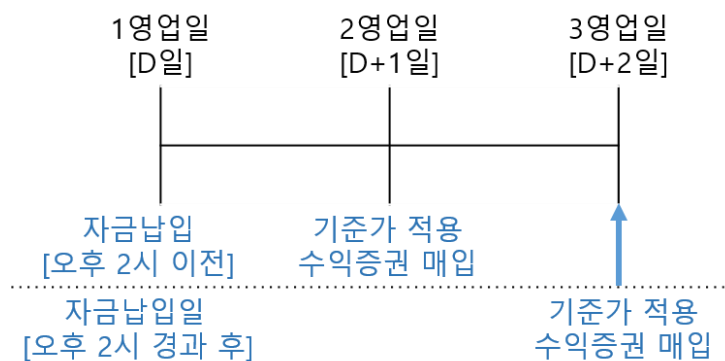 1영업일
[D일]
2영업일
[D+1일]
3영업일
[D+2일]
자금납입
[오후 2시 이전]
기준가 적용
수익증권 매입
자금납입일
[오후 2시 경과 후]
기준가 적용
수익증권 매입